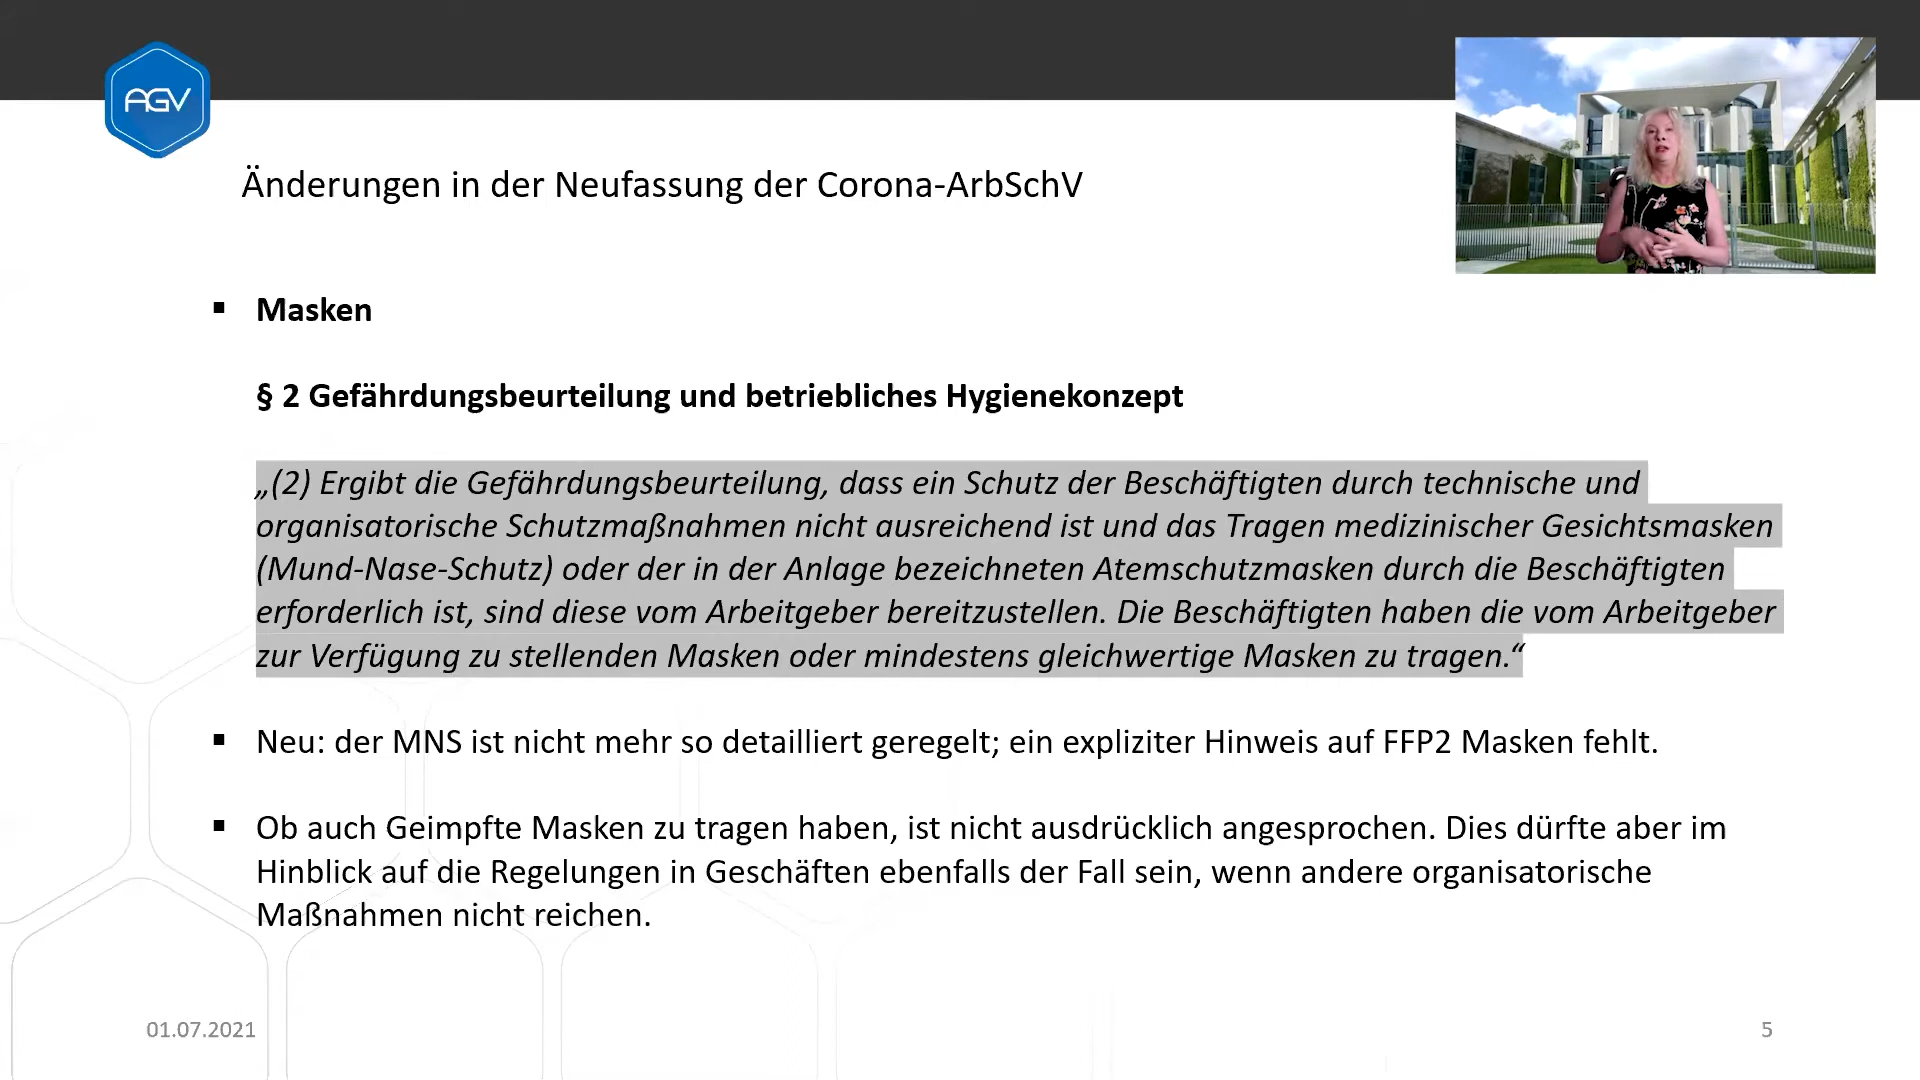 AGV
Änderungen in der Neufassung der Corona-ArbSchV
▪ Masken
§ 2 Gefährdungsbeurteilung und betriebliches Hygienekonzept
„(2) Ergibt die Gefährdungsbeurteilung, dass ein Schutz der Beschäftigten durch technische und
organisatorische Schutzmaßnahmen nicht ausreichend ist und das Tragen medizinischer Gesichtsmasken
(Mund-Nase-Schutz) oder der in der Anlage bezeichneten Atemschutzmasken durch die Beschäftigten
erforderlich ist, sind diese vom Arbeitgeber bereitzustellen. Die Beschäftigten haben die vom Arbeitgeber
zur Verfügung zu stellenden Masken oder mindestens gleichwertige Masken zu tragen.“
▪ Neu: der MNS ist nicht mehr so detailliert geregelt; ein expliziter Hinweis auf FFP2 Masken fehlt.
▪ Ob auch Geimpfte Masken zu tragen haben, ist nicht ausdrücklich angesprochen. Dies dürfte aber im
Hinblick auf die Regelungen in Geschäften ebenfalls der Fall sein, wenn andere organisatorische
Maßnahmen nicht reichen.
01.07.2021
5